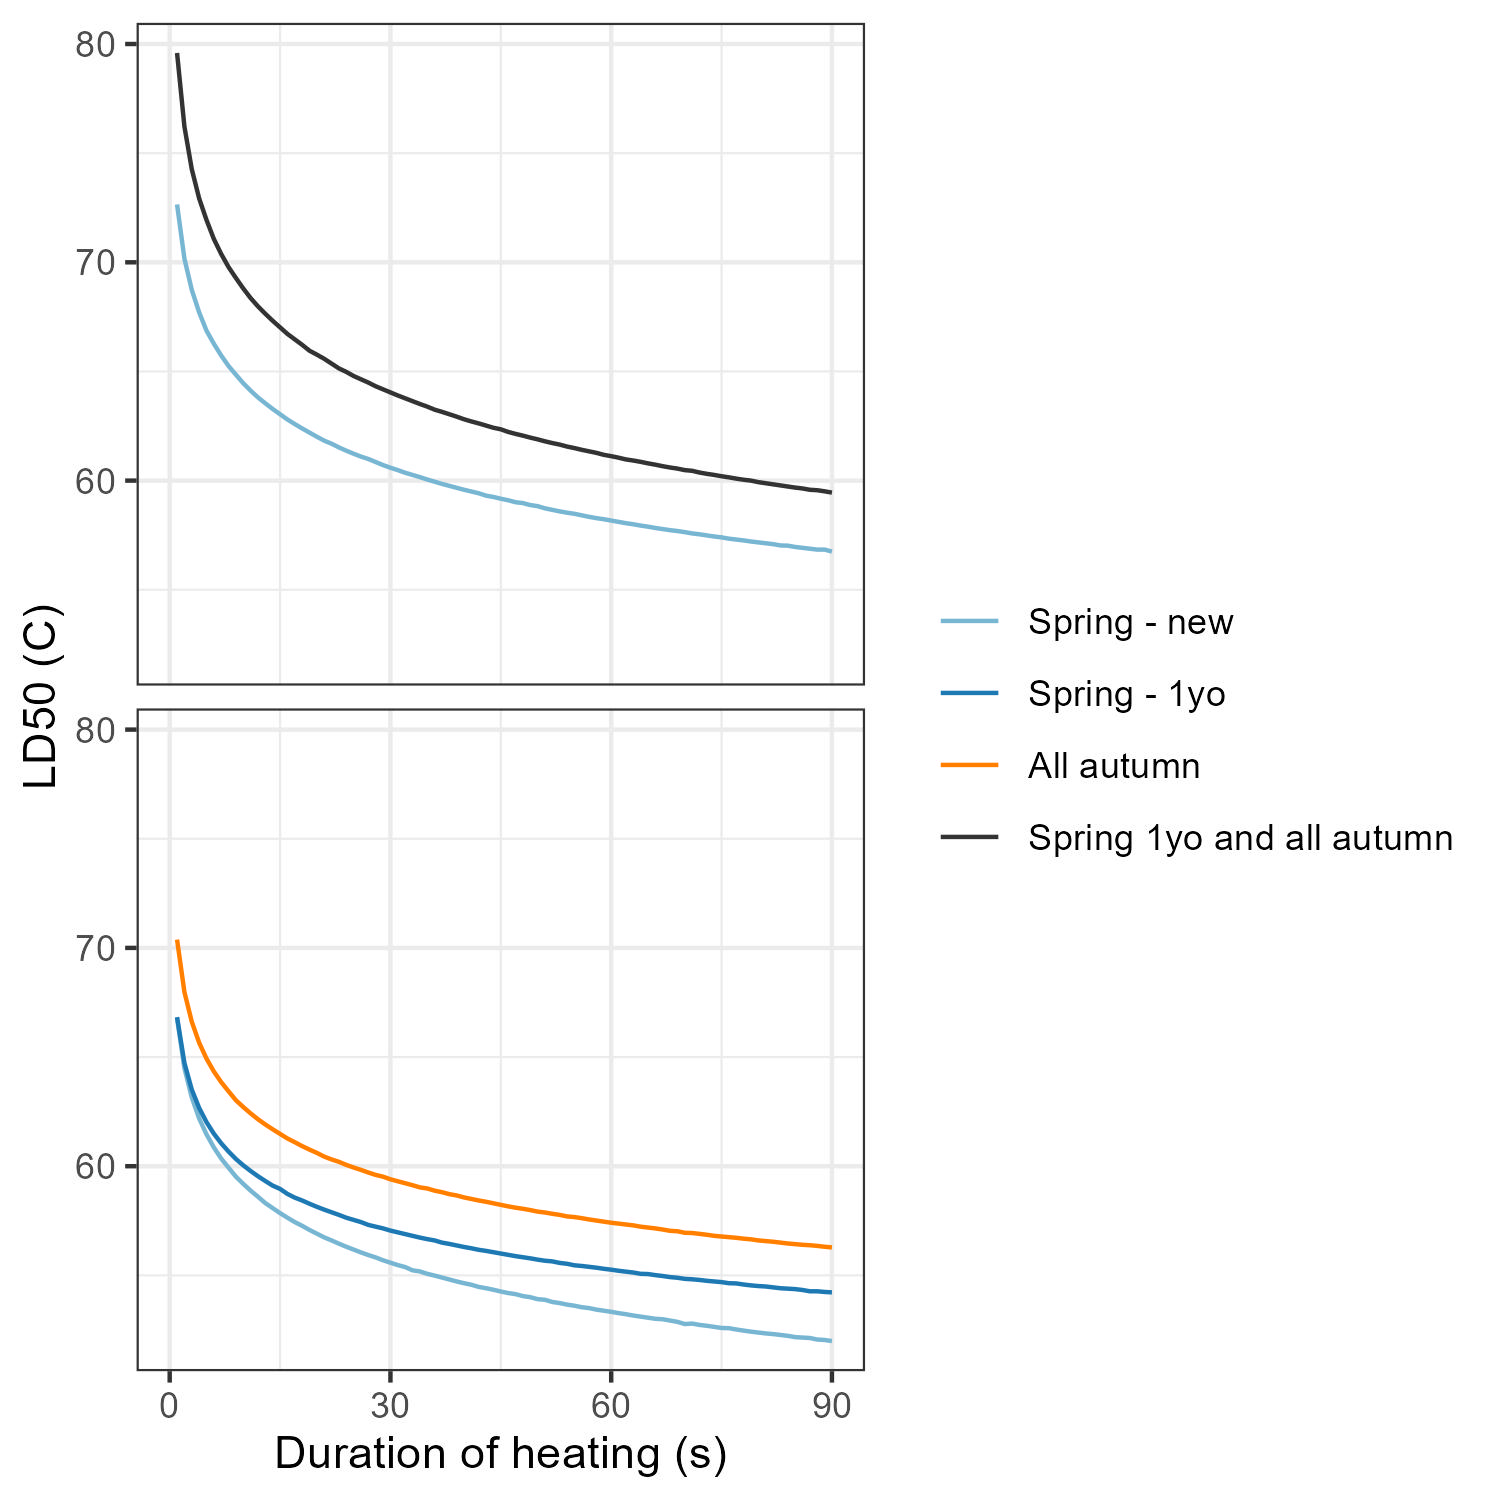 80
70
60
LD50 (C)
80
70
60
0 30 60 90
Duration of heating (s)
Spring - new
Spring - 1yo
All autumn
Spring 1yo and all autumn